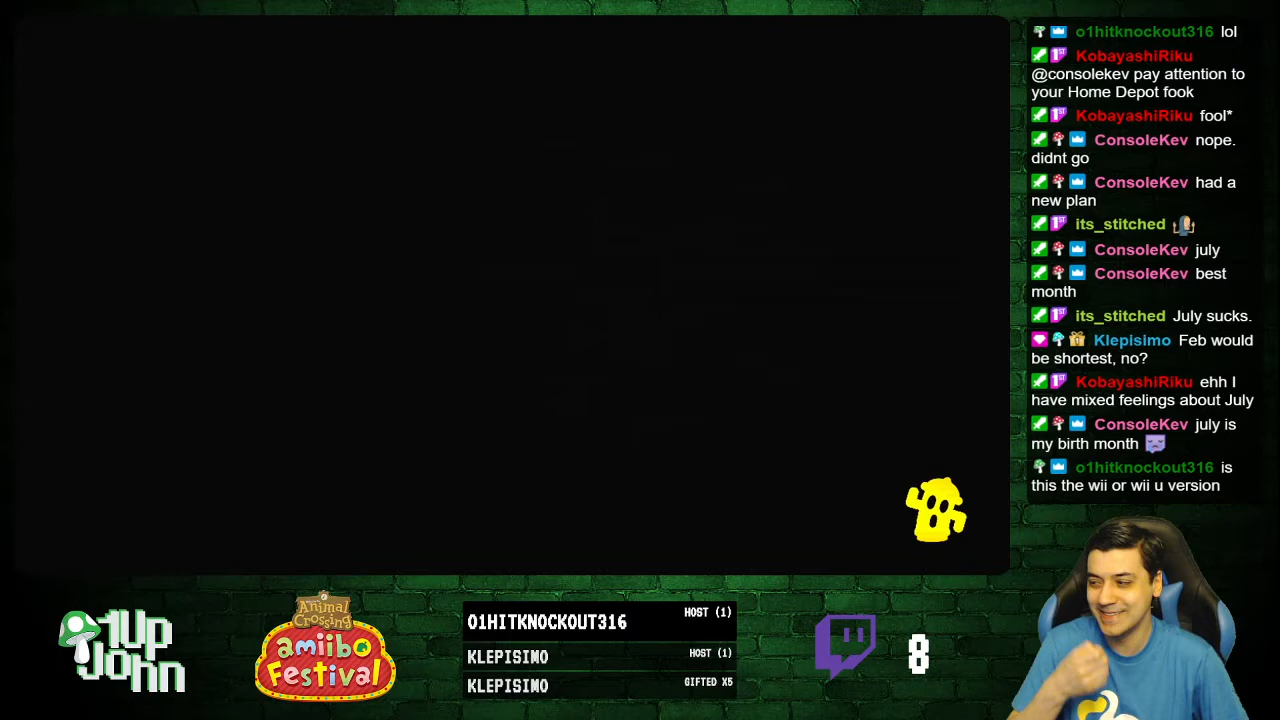 o1hitknockout316 lol
KobayashiRiku
@consolekev pay attention to
your Home Depot fook
KobayashiRiku fool*
ConsoleKev nope.
didnt go
ConsoleKev had a
new plan
its_stitched
ConsoleKev july
ConsoleKev best
month
its_stitched July sucks.
Klepisimo Feb would
be shortest, no?
KobayashiRiku ehh I
have mixed feelings about July
ConsoleKev july is
my birth month
o1hitknockout316 is
this the wii or wii u version
1Up
John
Animal
Crossing
amiibo
Festival
O1HITKNOCKOUT316 HOST (1)
KLEPISIMO HOST (1)
KLEPISIMO GIFTED X5
8